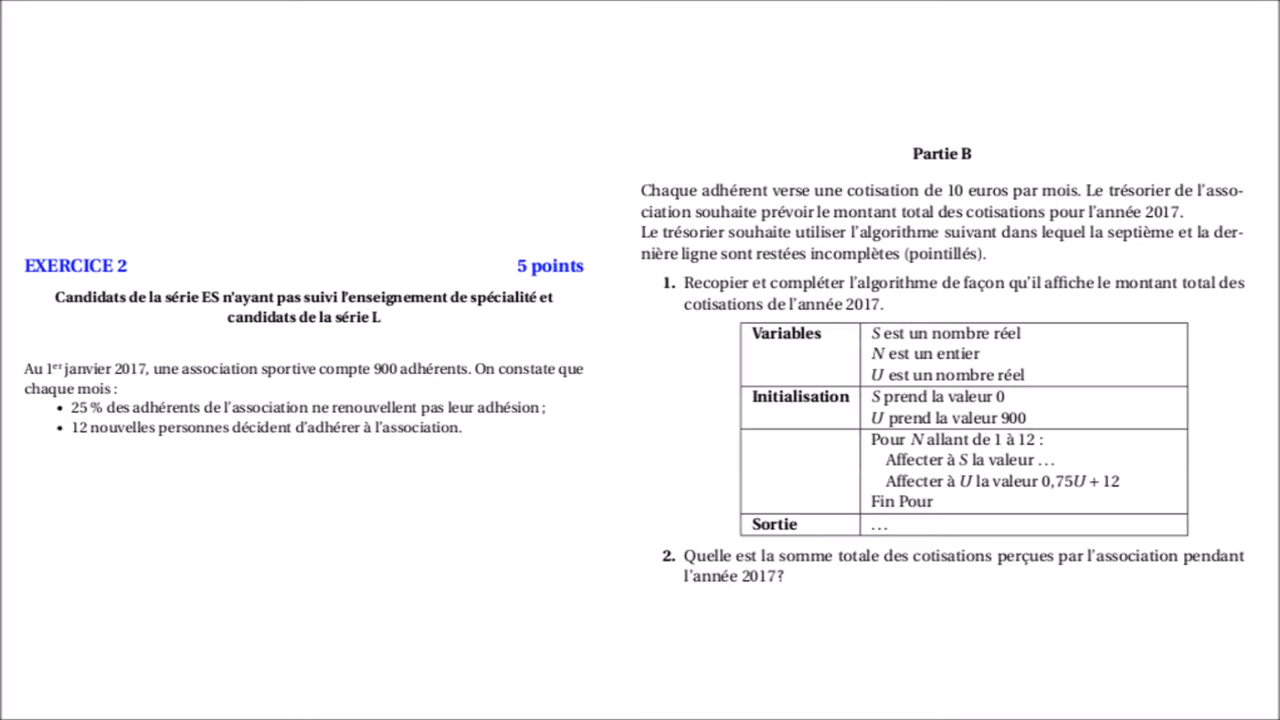 EXERCICE 2 5 points
Candidats de la série ES n'ayant pas suivi l'enseignement de spécialité et
candidats de la série L
Au 1er janvier 2017, une association sportive compte 900 adhérents. On constate que
chaque mois :
• 25 % des adhérents de l'association ne renouvellent pas leur adhésion ;
• 12 nouvelles personnes décident d'adhérer à l'association.
Partie B
Chaque adhérent verse une cotisation de 10 euros par mois. Le trésorier de l'asso-
ciation souhaite prévoir le montant total des cotisations pour l'année 2017.
Le trésorier souhaite utiliser l'algorithme suivant dans lequel la septième et la der-
nière ligne sont restées incomplètes (pointillés).
1. Recopier et compléter l'algorithme de façon qu'il affiche le montant total des
cotisations de l'année 2017.
Variables S est un nombre réel
N est un entier
U est un nombre réel
Initialisation S prend la valeur 0
U prend la valeur 900
Pour N allant de 1 à 12 :
Affecter à S la valeur ...
Affecter à U la valeur 0,75U + 12
Fin Pour
Sortie ...
2. Quelle est la somme totale des cotisations perçues par l'association pendant
l'année 2017?